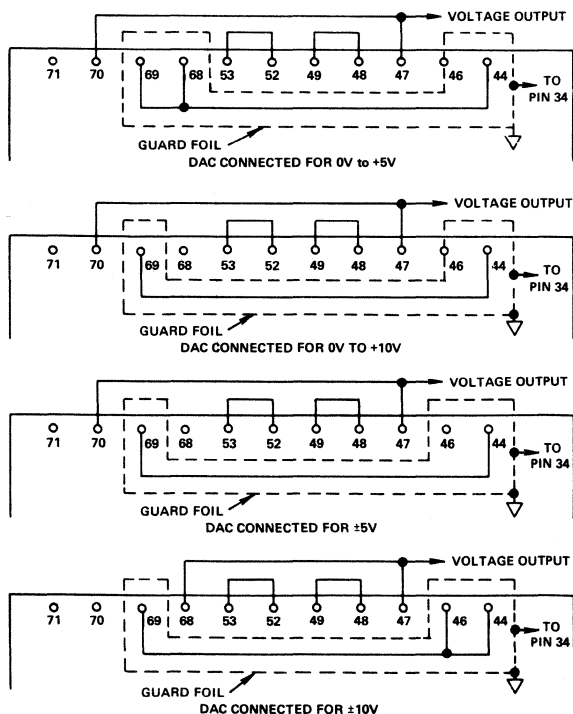 VOLTAGE OUTPUT
71 70 69 68 53 52 49 48 47 46 44
TO
PIN 34
GUARD FOIL
DAC CONNECTED FOR 0V to +5V
VOLTAGE OUTPUT
71 70 69 68 53 52 49 48 47 46 44
TO
PIN 34
GUARD FOIL
DAC CONNECTED FOR 0V TO +10V
VOLTAGE OUTPUT
71 70 69 68 53 52 49 48 47 46 44
TO
PIN 34
GUARD FOIL
DAC CONNECTED FOR ±5V
VOLTAGE OUTPUT
71 70 69 68 53 52 49 48 47 46 44
TO
PIN 34
GUARD FOIL
DAC CONNECTED FOR ±10V